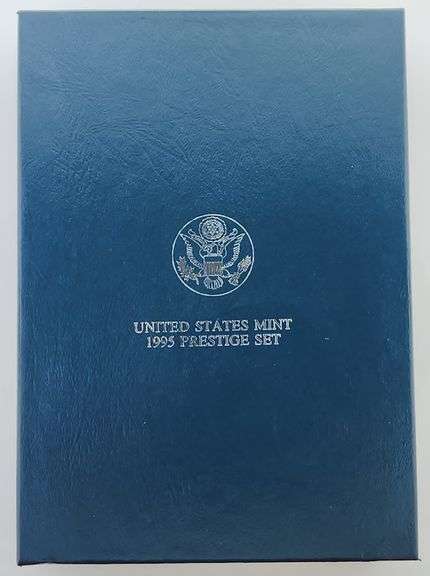 UNITED STATES MINT
1995 PRESTIGE SET